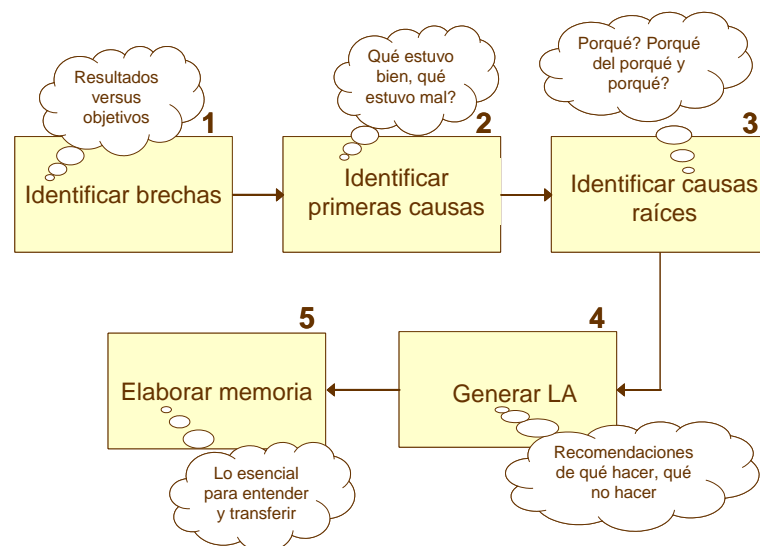 Resultados
versus
objetivos
1
Identificar brechas
Qué estuvo
bien, qué
estuvo mal?
2
Identificar
primeras causas
Porqué? Porqué
del porqué y
porqué?
3
Identificar causas
raíces
4
Generar LA
Recomendaciones
de qué hacer, qué
no hacer
5
Elaborar memoria
Lo esencial
para entender
y transferir